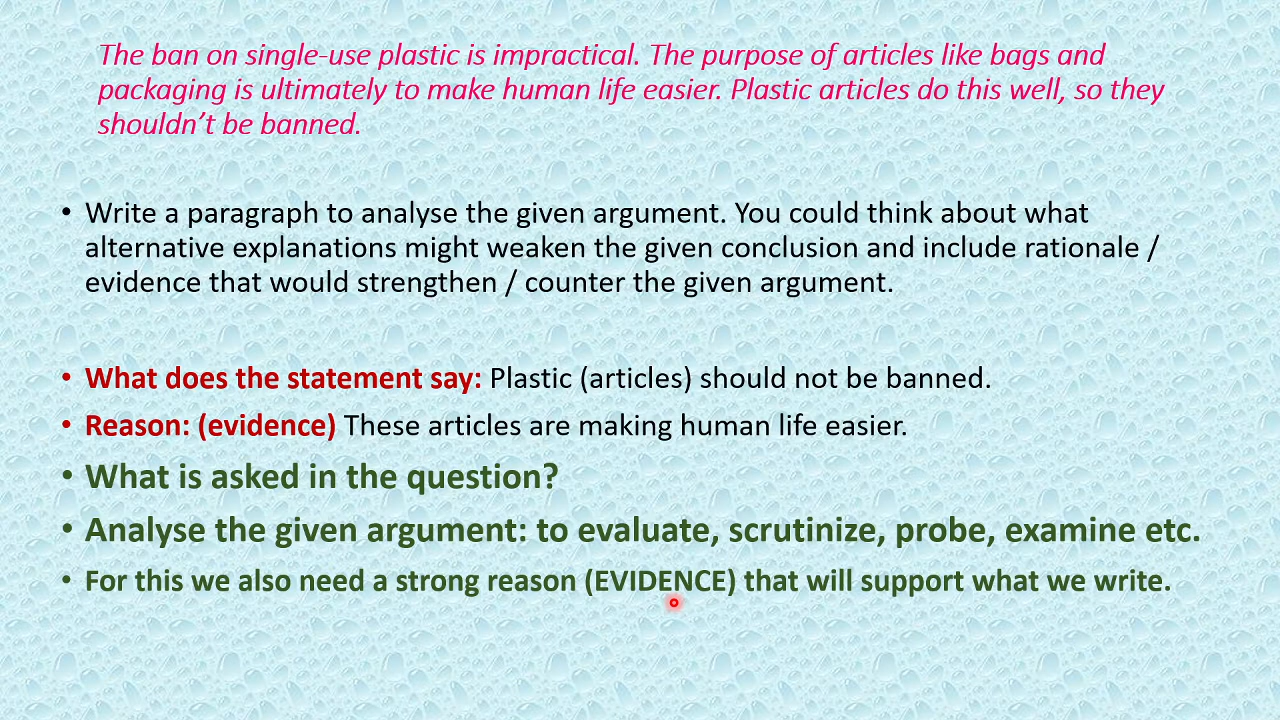 The ban on single-use plastic is impractical. The purpose of articles like bags and
packaging is ultimately to make human life easier. Plastic articles do this well, so they
shouldn’t be banned.
• Write a paragraph to analyse the given argument. You could think about what
alternative explanations might weaken the given conclusion and include rationale /
evidence that would strengthen / counter the given argument.
• What does the statement say: Plastic (articles) should not be banned.
• Reason: (evidence) These articles are making human life easier.
• What is asked in the question?
• Analyse the given argument: to evaluate, scrutinize, probe, examine etc.
• For this we also need a strong reason (EVIDENCE) that will support what we write.